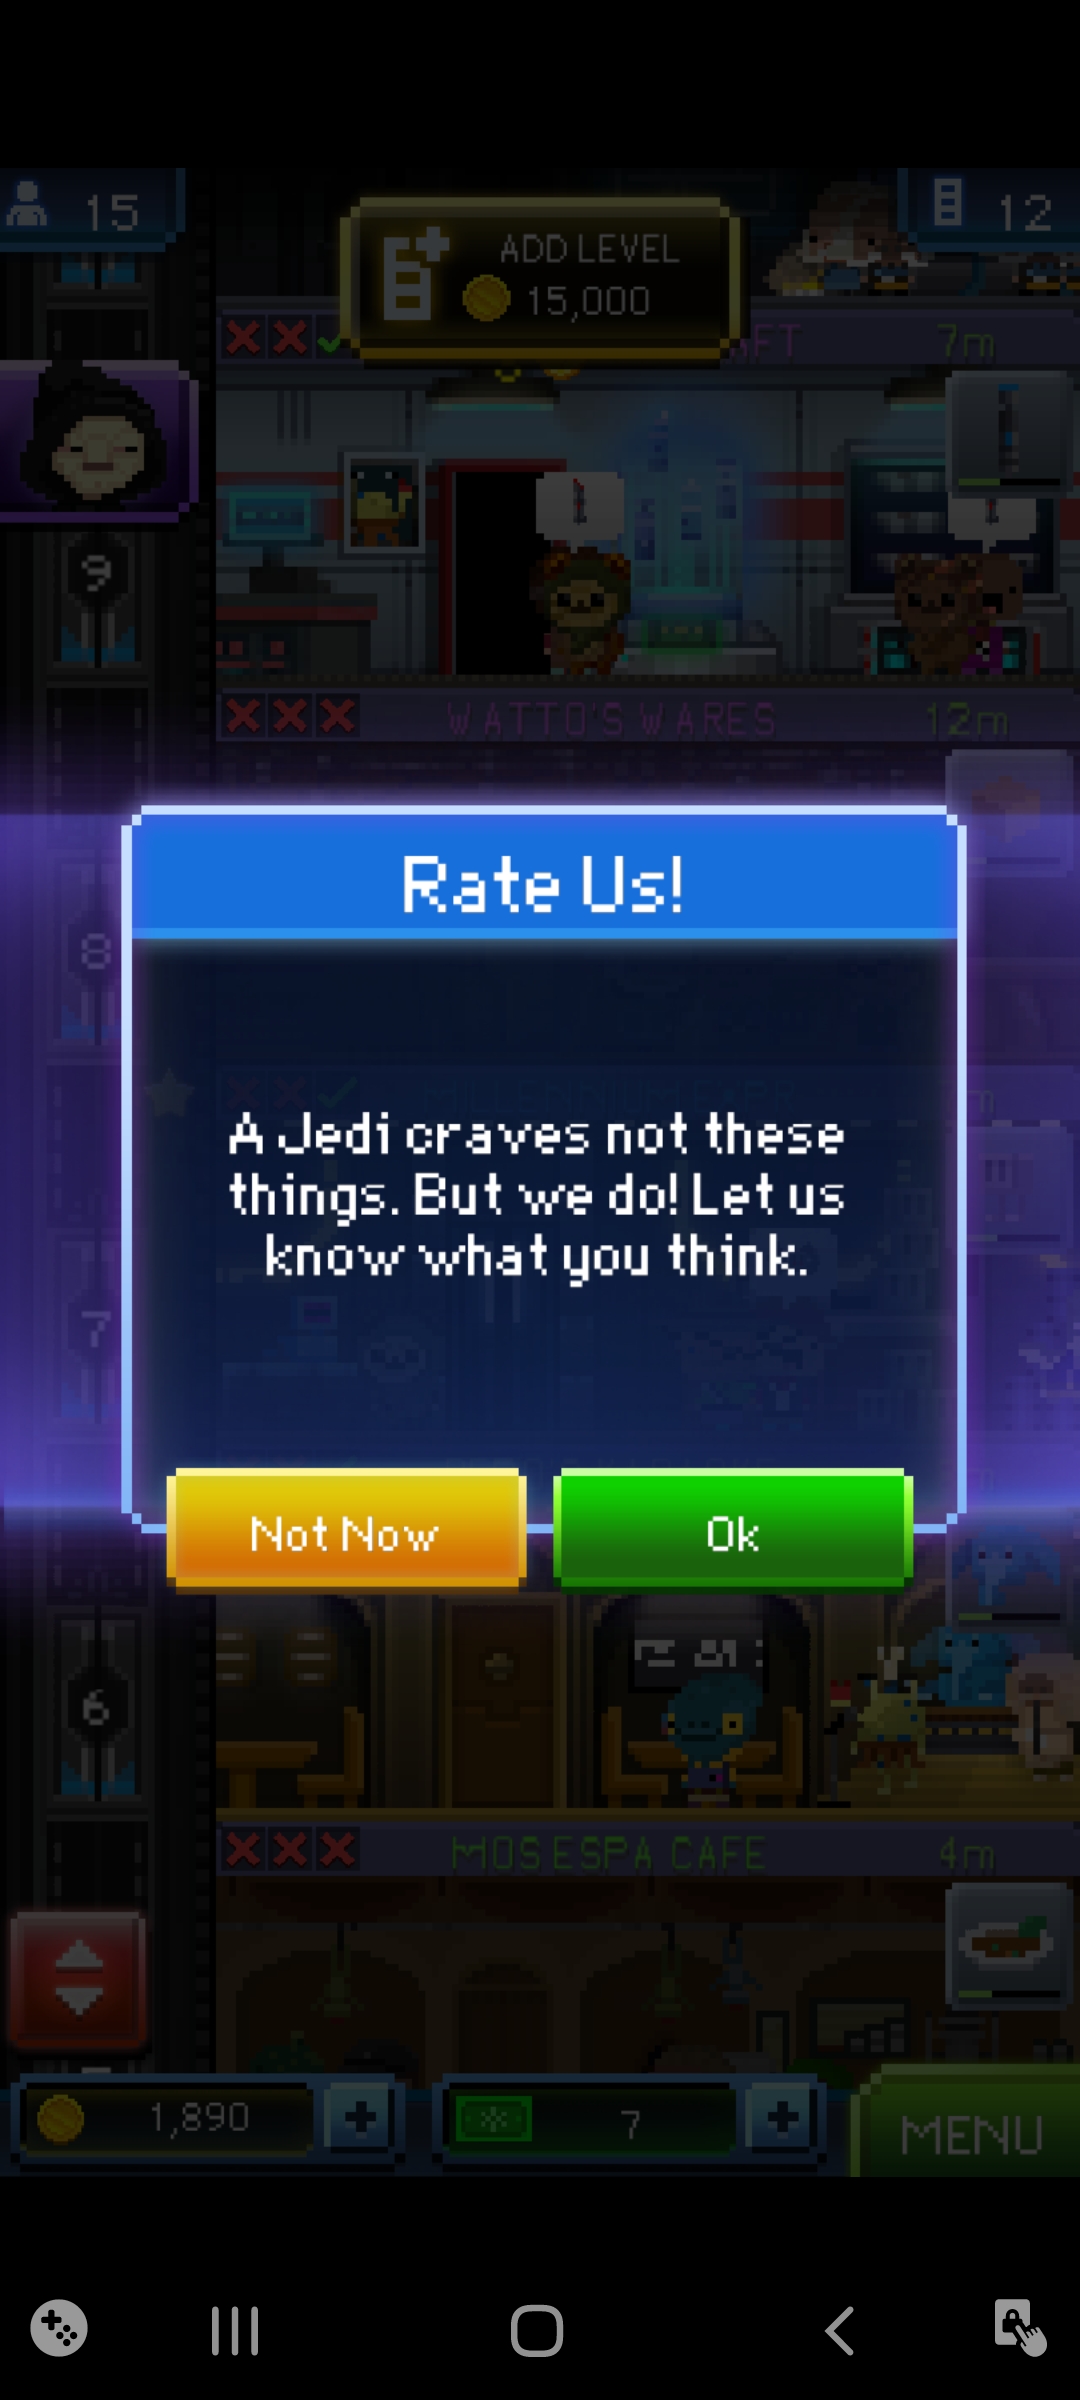 15
12
ADD LEVEL
15,000
7m
9
WATTO'S WARES
12m
Rate Us!
8
A Jedi craves not these
things. But we do! Let us
know what you think.
7
Not Now
Ok
6
MOS ESPA CAFE
4m
1,890
7
MENU